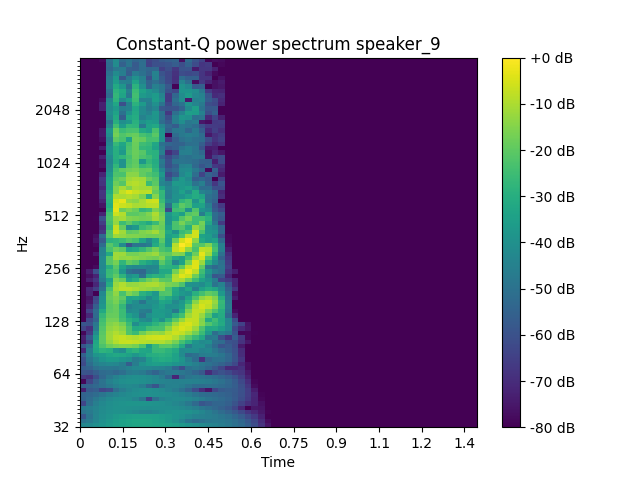 Constant-Q power spectrum speaker_9
Hz
2048
1024
512
256
128
64
32
0 0.15 0.3 0.45 0.6 0.75 0.9 1.1 1.2 1.4
Time
+0 dB
-10 dB
-20 dB
-30 dB
-40 dB
-50 dB
-60 dB
-70 dB
-80 dB